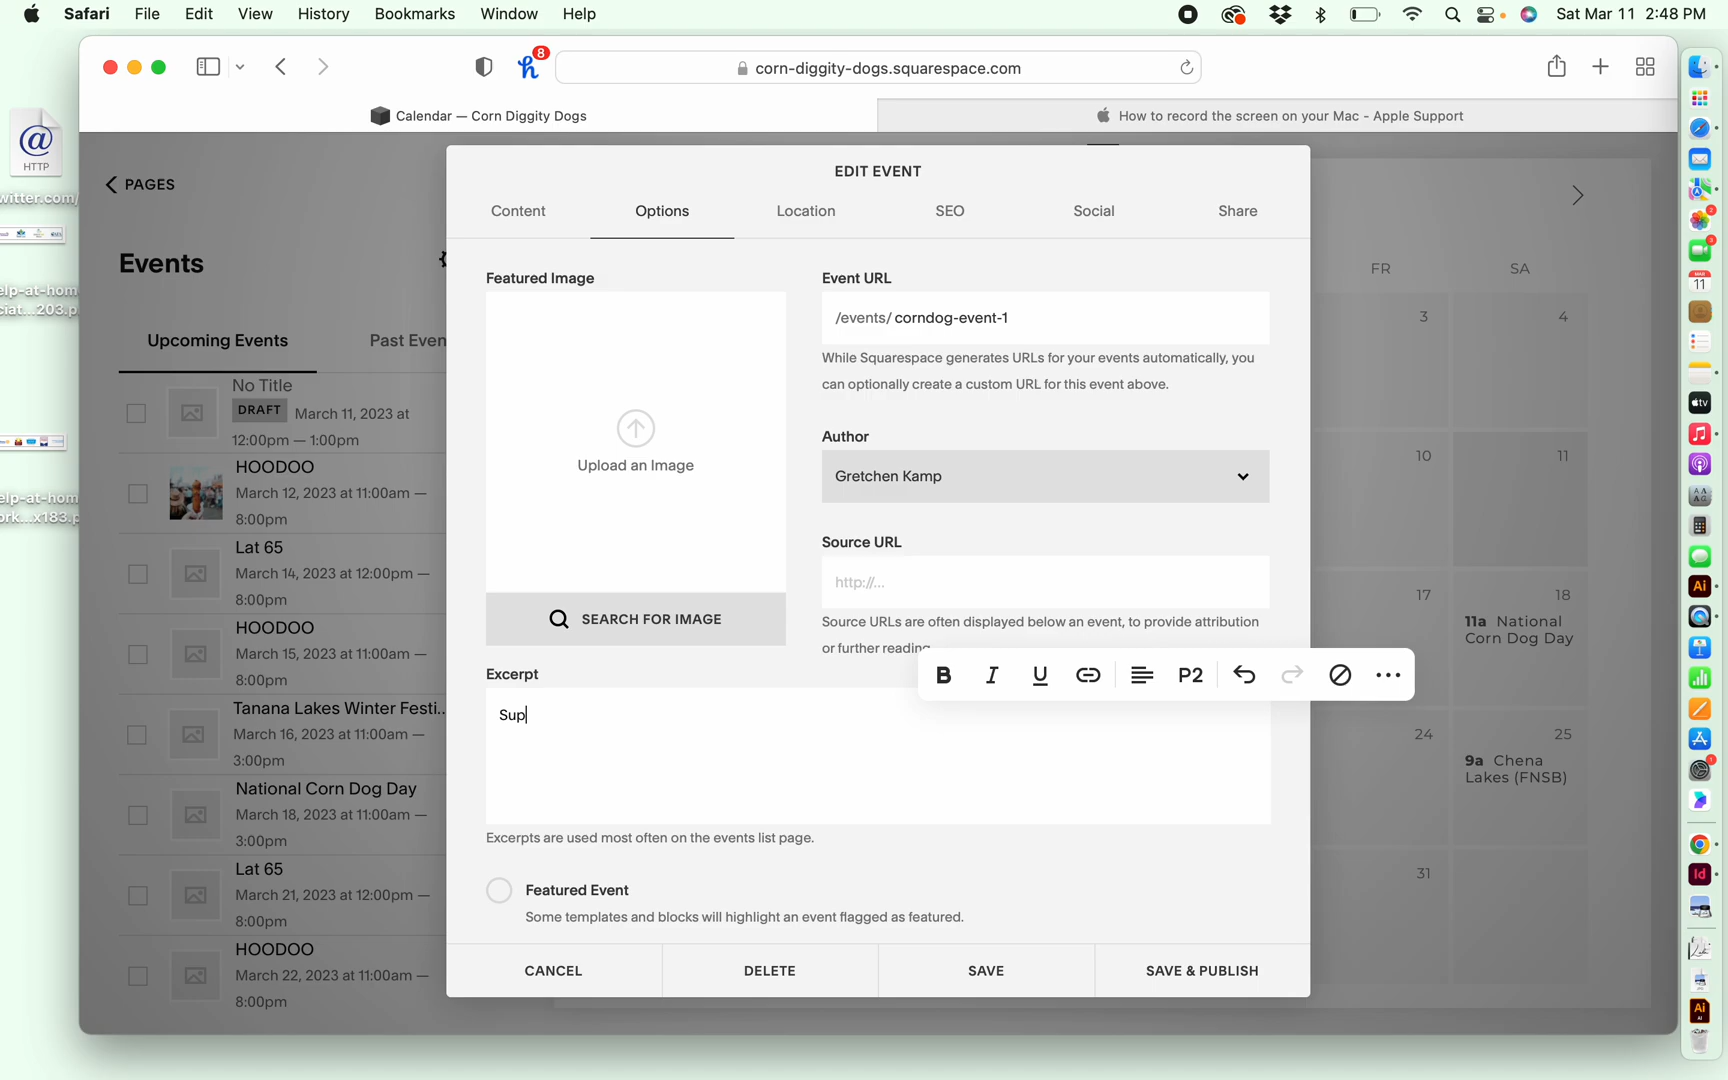 Safari File Edit View History Bookmarks Window Help Sat Mar 11 2:48 PM
8
corn-diggity-dogs.squarespace.com
Calendar — Corn Diggity Dogs
How to record the screen on your Mac - Apple Support
HTTP
PAGES
Events
Upcoming Events
Past Even
No Title
DRAFT March 11, 2023 at
12:00pm — 1:00pm
HOODOO
March 12, 2023 at 11:00am —
8:00pm
Lat 65
March 14, 2023 at 12:00pm —
8:00pm
HOODOO
March 15, 2023 at 11:00am —
8:00pm
Tanana Lakes Winter Festi...
March 16, 2023 at 11:00am —
3:00pm
National Corn Dog Day
March 18, 2023 at 11:00am —
3:00pm
Lat 65
March 21, 2023 at 12:00pm —
8:00pm
HOODOO
March 22, 2023 at 11:00am —
8:00pm
EDIT EVENT
Content Options Location SEO Social Share
Featured Image
Upload an Image
SEARCH FOR IMAGE
Event URL
/events/ corndog-event-1
While Squarespace generates URLs for your events automatically, you
can optionally create a custom URL for this event above.
Author
Gretchen Kamp
Source URL
http://...
Source URLs are often displayed below an event, to provide attribution
or further reading.
B I U P2
Excerpt
Sup
Excerpts are used most often on the events list page.
Featured Event
Some templates and blocks will highlight an event flagged as featured.
CANCEL DELETE SAVE SAVE & PUBLISH
FR SA
3 4
10 11
17 18
11a National
Corn Dog Day
24 25
9a Chena
Lakes (FNSB)
31